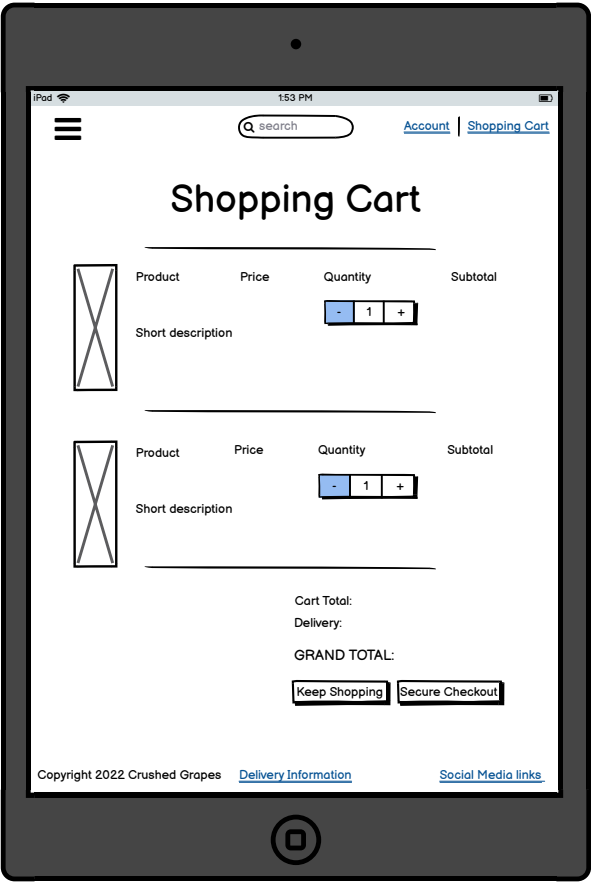 iPad 1:53 PM
search Account Shopping Cart
Shopping Cart
Product Price Quantity Subtotal
- 1 +
Short description
Product Price Quantity Subtotal
- 1 +
Short description
Cart Total:
Delivery:
GRAND TOTAL:
Keep Shopping Secure Checkout
Copyright 2022 Crushed Grapes Delivery Information Social Media links